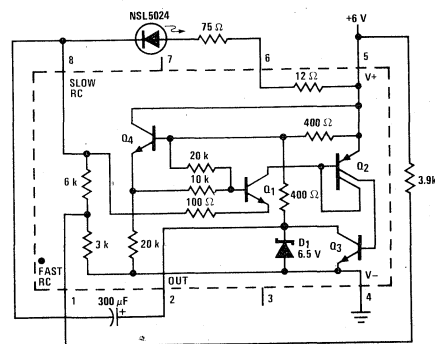 NSL5024
75 Ω
+6 V
8
7
6
5
SLOW
RC
12 Ω
V+
400 Ω
Q4
20 k
Q2
6 k
10 k
Q1
3.9k
100 Ω
400 Ω
3 k
20 k
D1
6.5 V
Q3
FAST
RC
OUT
V−
1
300 μF
+
2
3
4